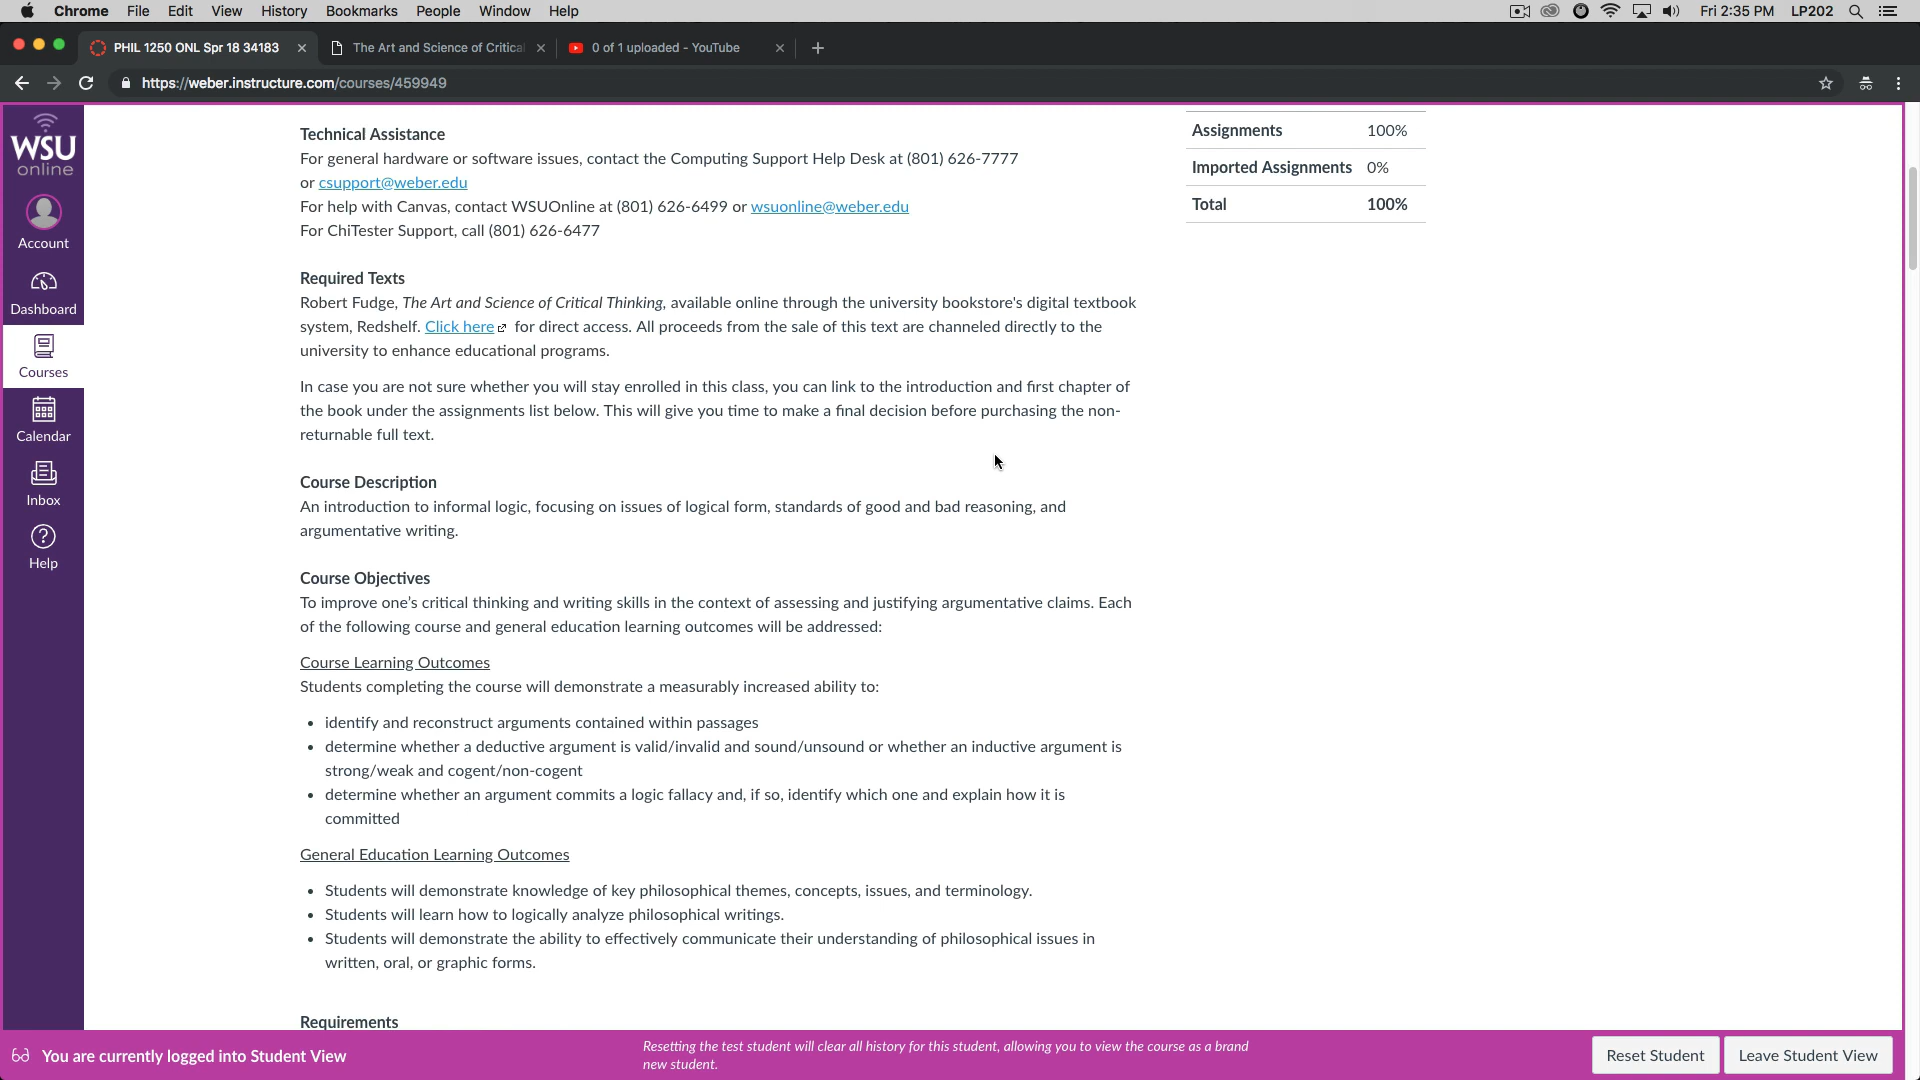 Chrome File Edit View History Bookmarks People Window Help Fri 2:35 PM LP202
PHIL 1250 ONL Spr 18 34183 The Art and Science of Critical 0 of 1 uploaded - YouTube
https://weber.instructure.com/courses/459949
WSU
online
Account
Dashboard
Courses
Calendar
Inbox
Help
Technical Assistance
For general hardware or software issues, contact the Computing Support Help Desk at (801) 626-7777
or csupport@weber.edu
For help with Canvas, contact WSUOnline at (801) 626-6499 or wsuonline@weber.edu
For ChiTester Support, call (801) 626-6477
Required Texts
Robert Fudge, The Art and Science of Critical Thinking, available online through the university bookstore's digital textbook
system, Redshelf. Click here for direct access. All proceeds from the sale of this text are channeled directly to the
university to enhance educational programs.
In case you are not sure whether you will stay enrolled in this class, you can link to the introduction and first chapter of
the book under the assignments list below. This will give you time to make a final decision before purchasing the non-
returnable full text.
Course Description
An introduction to informal logic, focusing on issues of logical form, standards of good and bad reasoning, and
argumentative writing.
Course Objectives
To improve one's critical thinking and writing skills in the context of assessing and justifying argumentative claims. Each
of the following course and general education learning outcomes will be addressed:
Course Learning Outcomes
Students completing the course will demonstrate a measurably increased ability to:
• identify and reconstruct arguments contained within passages
• determine whether a deductive argument is valid/invalid and sound/unsound or whether an inductive argument is
strong/weak and cogent/non-cogent
• determine whether an argument commits a logic fallacy and, if so, identify which one and explain how it is
committed
General Education Learning Outcomes
• Students will demonstrate knowledge of key philosophical themes, concepts, issues, and terminology.
• Students will learn how to logically analyze philosophical writings.
• Students will demonstrate the ability to effectively communicate their understanding of philosophical issues in
written, oral, or graphic forms.
Requirements
Assignments 100%
Imported Assignments 0%
Total 100%
You are currently logged into Student View
Resetting the test student will clear all history for this student, allowing you to view the course as a brand
new student.
Reset Student
Leave Student View